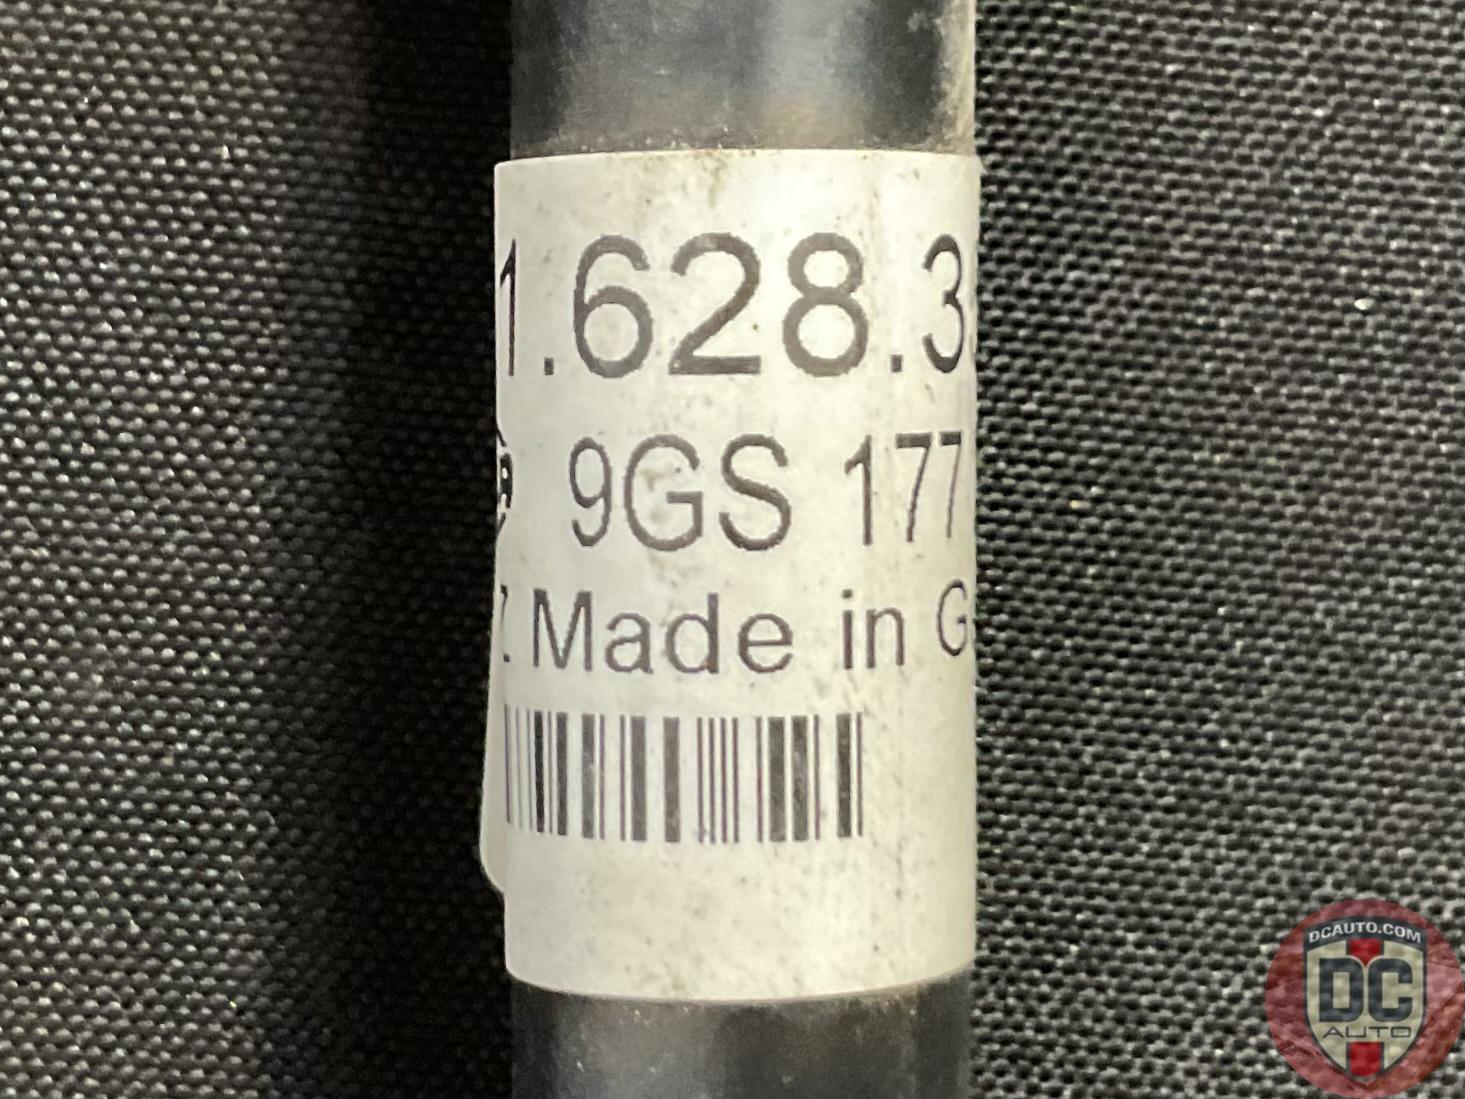 1.628.3
9GS 177
Made in G
DCAUTO.COM
DC
AUTO